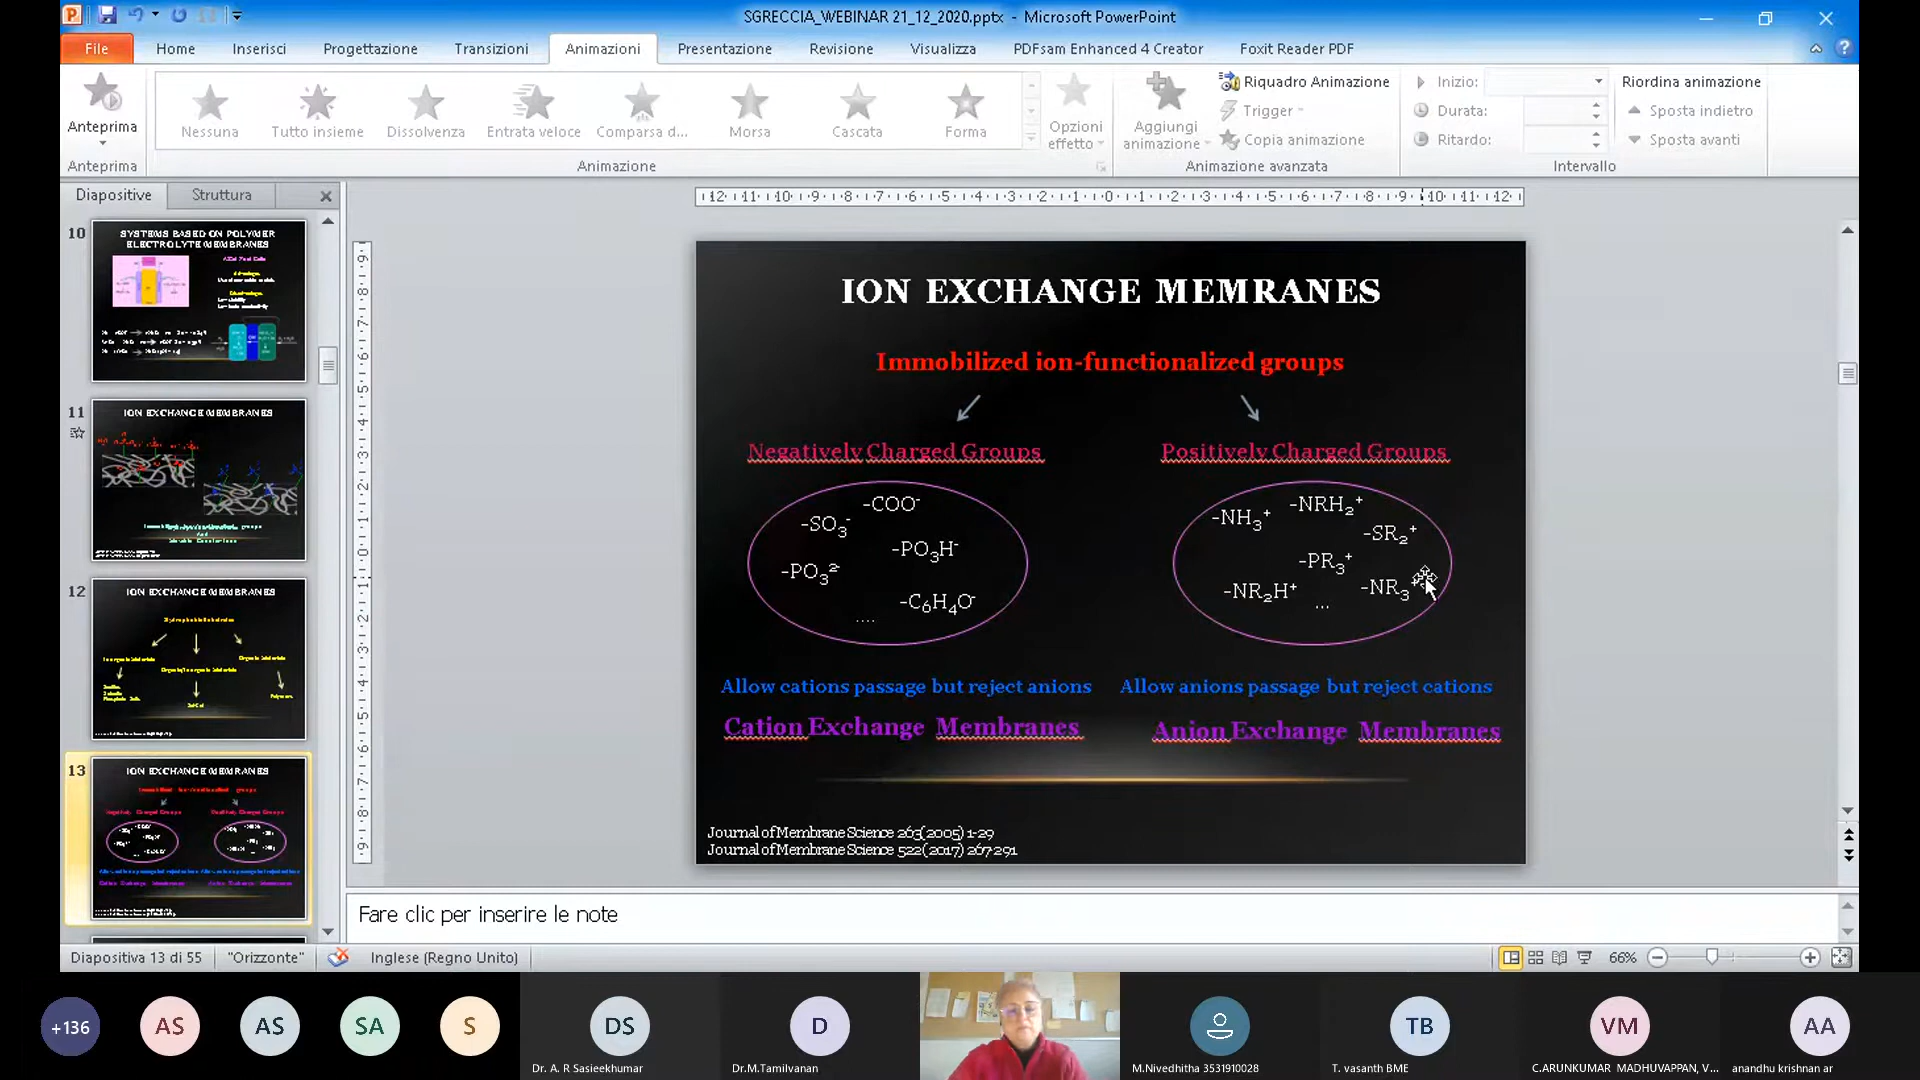 SGRECCIA_WEBINAR 21_12_2020.pptx - Microsoft PowerPoint
File Home Inserisci Progettazione Transizioni Animazioni Presentazione Revisione Visualizza PDFsam Enhanced 4 Creator Foxit Reader PDF
Anteprima
Anteprima
Nessuna Tutto insieme Dissolvenza Entrata veloce Comparsa d... Morsa Cascata Forma
Animazione
Opzioni
effetto
Aggiungi
animazione
Riquadro Animazione
Trigger
Copia animazione
Animazione avanzata
Inizio:
Durata:
Ritardo:
Riordina animazione
Sposta indietro
Sposta avanti
Intervallo
Diapositive Struttura
10
SYSTEMS BASED ON POLYMER
ELECTROLYTE MEMBRANES
11
ION EXCHANGE MEMBRANES
12
ION EXCHANGE MEMBRANES
13
ION EXCHANGE MEMBRANES
ION EXCHANGE MEMRANES
Immobilized ion-functionalized groups
Negatively Charged Groups
-COO⁻
-SO₃⁻
-PO₃H⁻
-PO₃²⁻
-C₆H₄O⁻
....
Allow cations passage but reject anions
Cation Exchange Membranes
Positively Charged Groups
-NRH₂⁺
-NH₃⁺
-SR₂⁺
-PR₃⁺
-NR₂H⁺
-NR₃
...
Allow anions passage but reject cations
Anion Exchange Membranes
Journal of Membrane Science 263(2005) 1-29
Journal of Membrane Science 522(2017) 267-291
Fare clic per inserire le note
Diapositiva 13 di 55 "Orizzonte" Inglese (Regno Unito) 66%
+136 AS AS SA S DS D TB VM AA
Dr. A. R Sasieekhumar
Dr.M.Tamilvanan
M.Nivedhitha 3531910028
T. vasanth BME
C.ARUNKUMAR MADHUVAPPAN, V...
anandhu krishnan ar